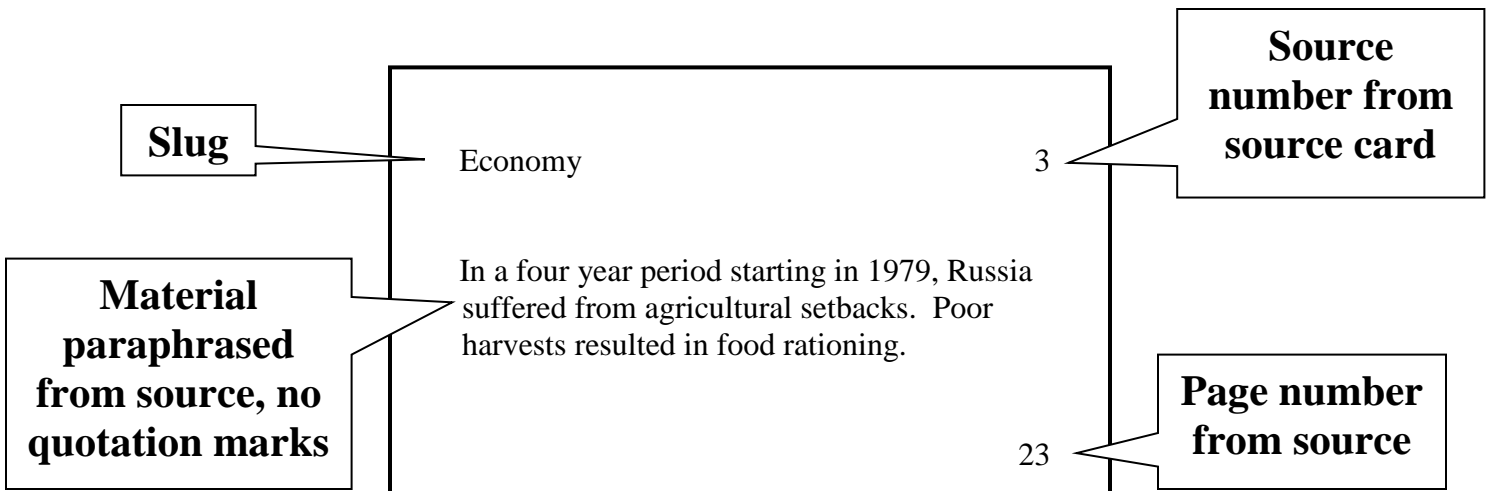 Source
number from
source card
Slug
Economy 3
In a four year period starting in 1979, Russia
suffered from agricultural setbacks.  Poor
harvests resulted in food rationing.
Material
paraphrased
from source, no
quotation marks
Page number
from source
23